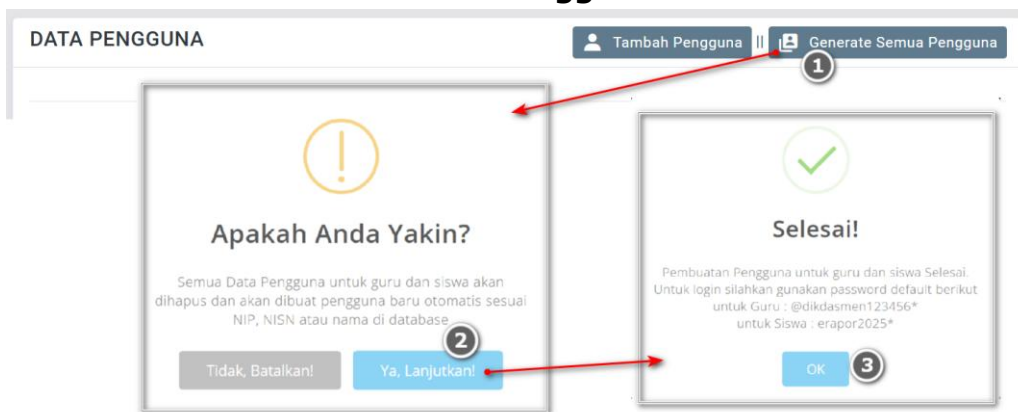 DATA PENGGUNA
Tambah Pengguna || Generate Semua Pengguna
1
Apakah Anda Yakin?
Semua Data Pengguna untuk guru dan siswa akan
dihapus dan akan dibuat pengguna baru otomatis sesuai
NIP, NISN atau nama di database
2
Tidak, Batalkan!
Ya, Lanjutkan!
Selesai!
Pembuatan Pengguna untuk guru dan siswa Selesai.
Untuk login silahkan gunakan password default berikut
untuk Guru : @dikdasmen123456*
untuk Siswa : erapor2025*
OK
3